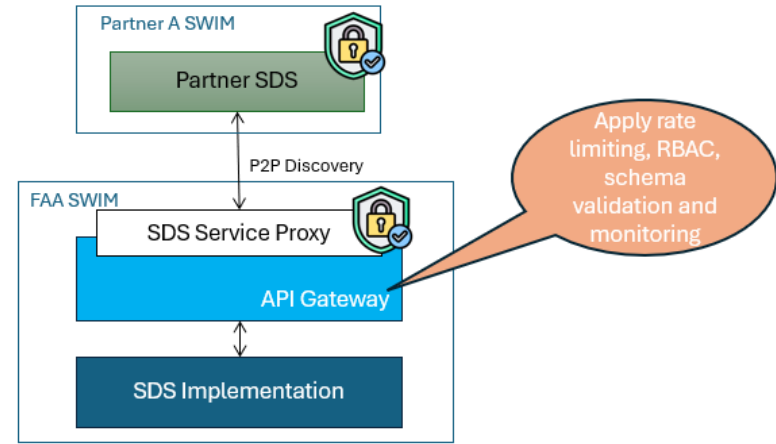 Partner A SWIM
Partner SDS
P2P Discovery
FAA SWIM
SDS Service Proxy
API Gateway
SDS Implementation
Apply rate
limiting, RBAC,
schema
validation and
monitoring